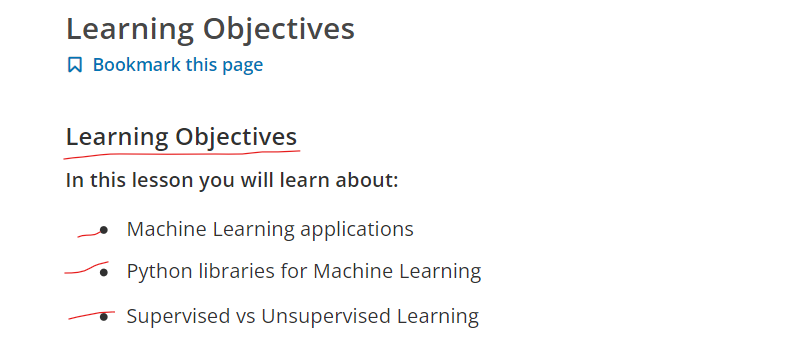 Learning Objectives
Bookmark this page
Learning Objectives
In this lesson you will learn about:
• Machine Learning applications
• Python libraries for Machine Learning
• Supervised vs Unsupervised Learning